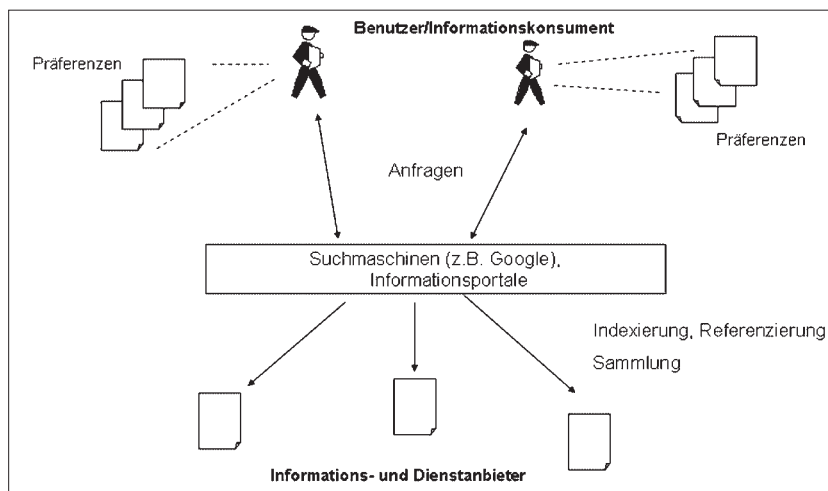 Benutzer/Informationskonsument
Präferenzen
Präferenzen
Anfragen
Suchmaschinen (z.B. Google),
Informationsportale
Indexierung, Referenzierung
Sammlung
Informations- und Dienstanbieter